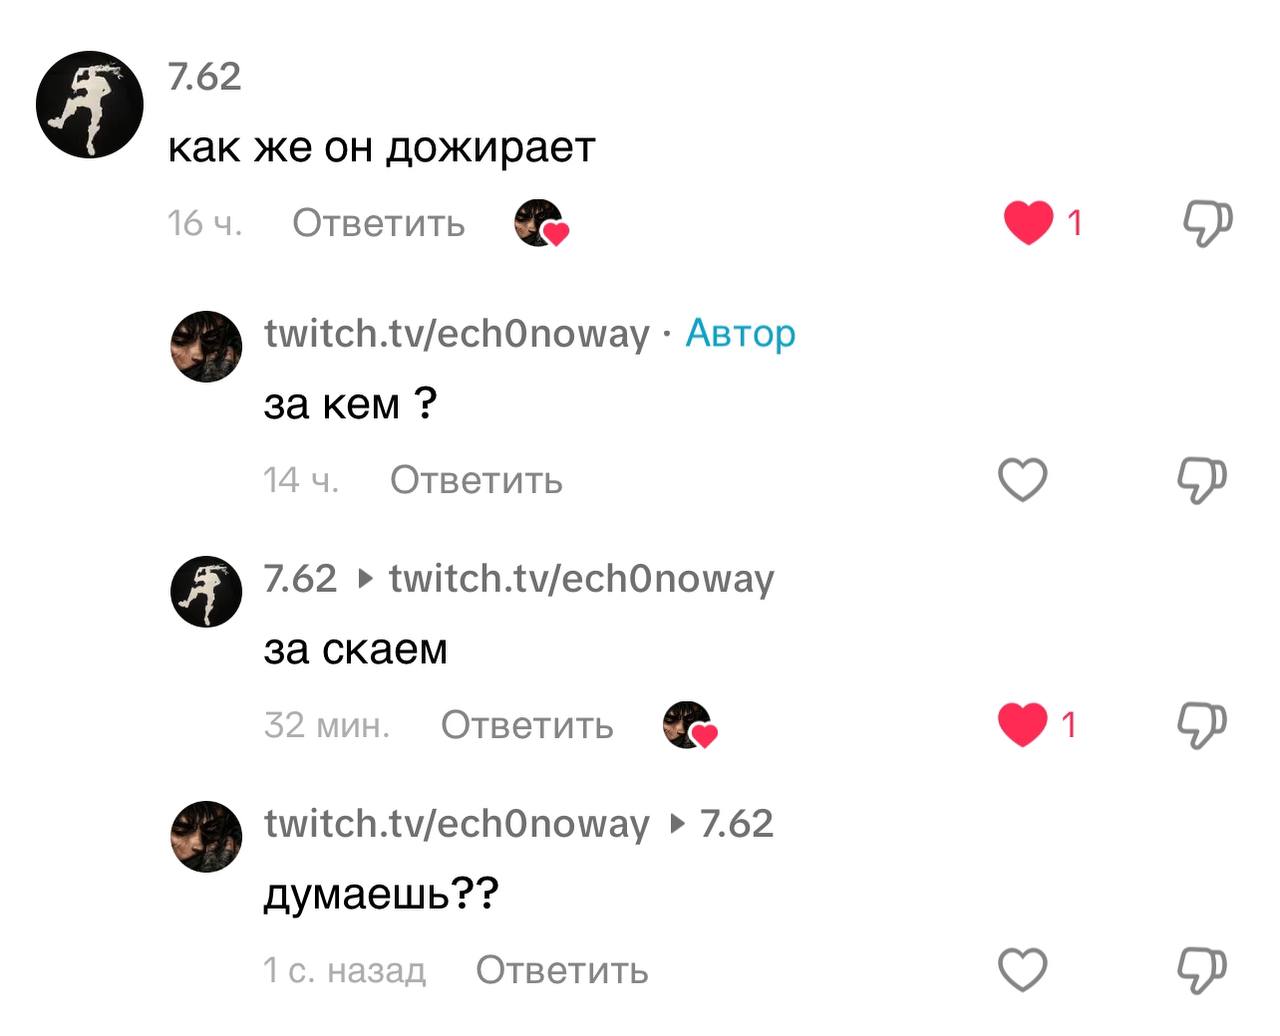 7.62
как же он дожирает
16 ч. Ответить 1
twitch.tv/ech0noway · Автор
за кем ?
14 ч. Ответить
7.62 ▸ twitch.tv/ech0noway
за скаем
32 мин. Ответить 1
twitch.tv/ech0noway ▸ 7.62
думаешь??
1 с. назад Ответить